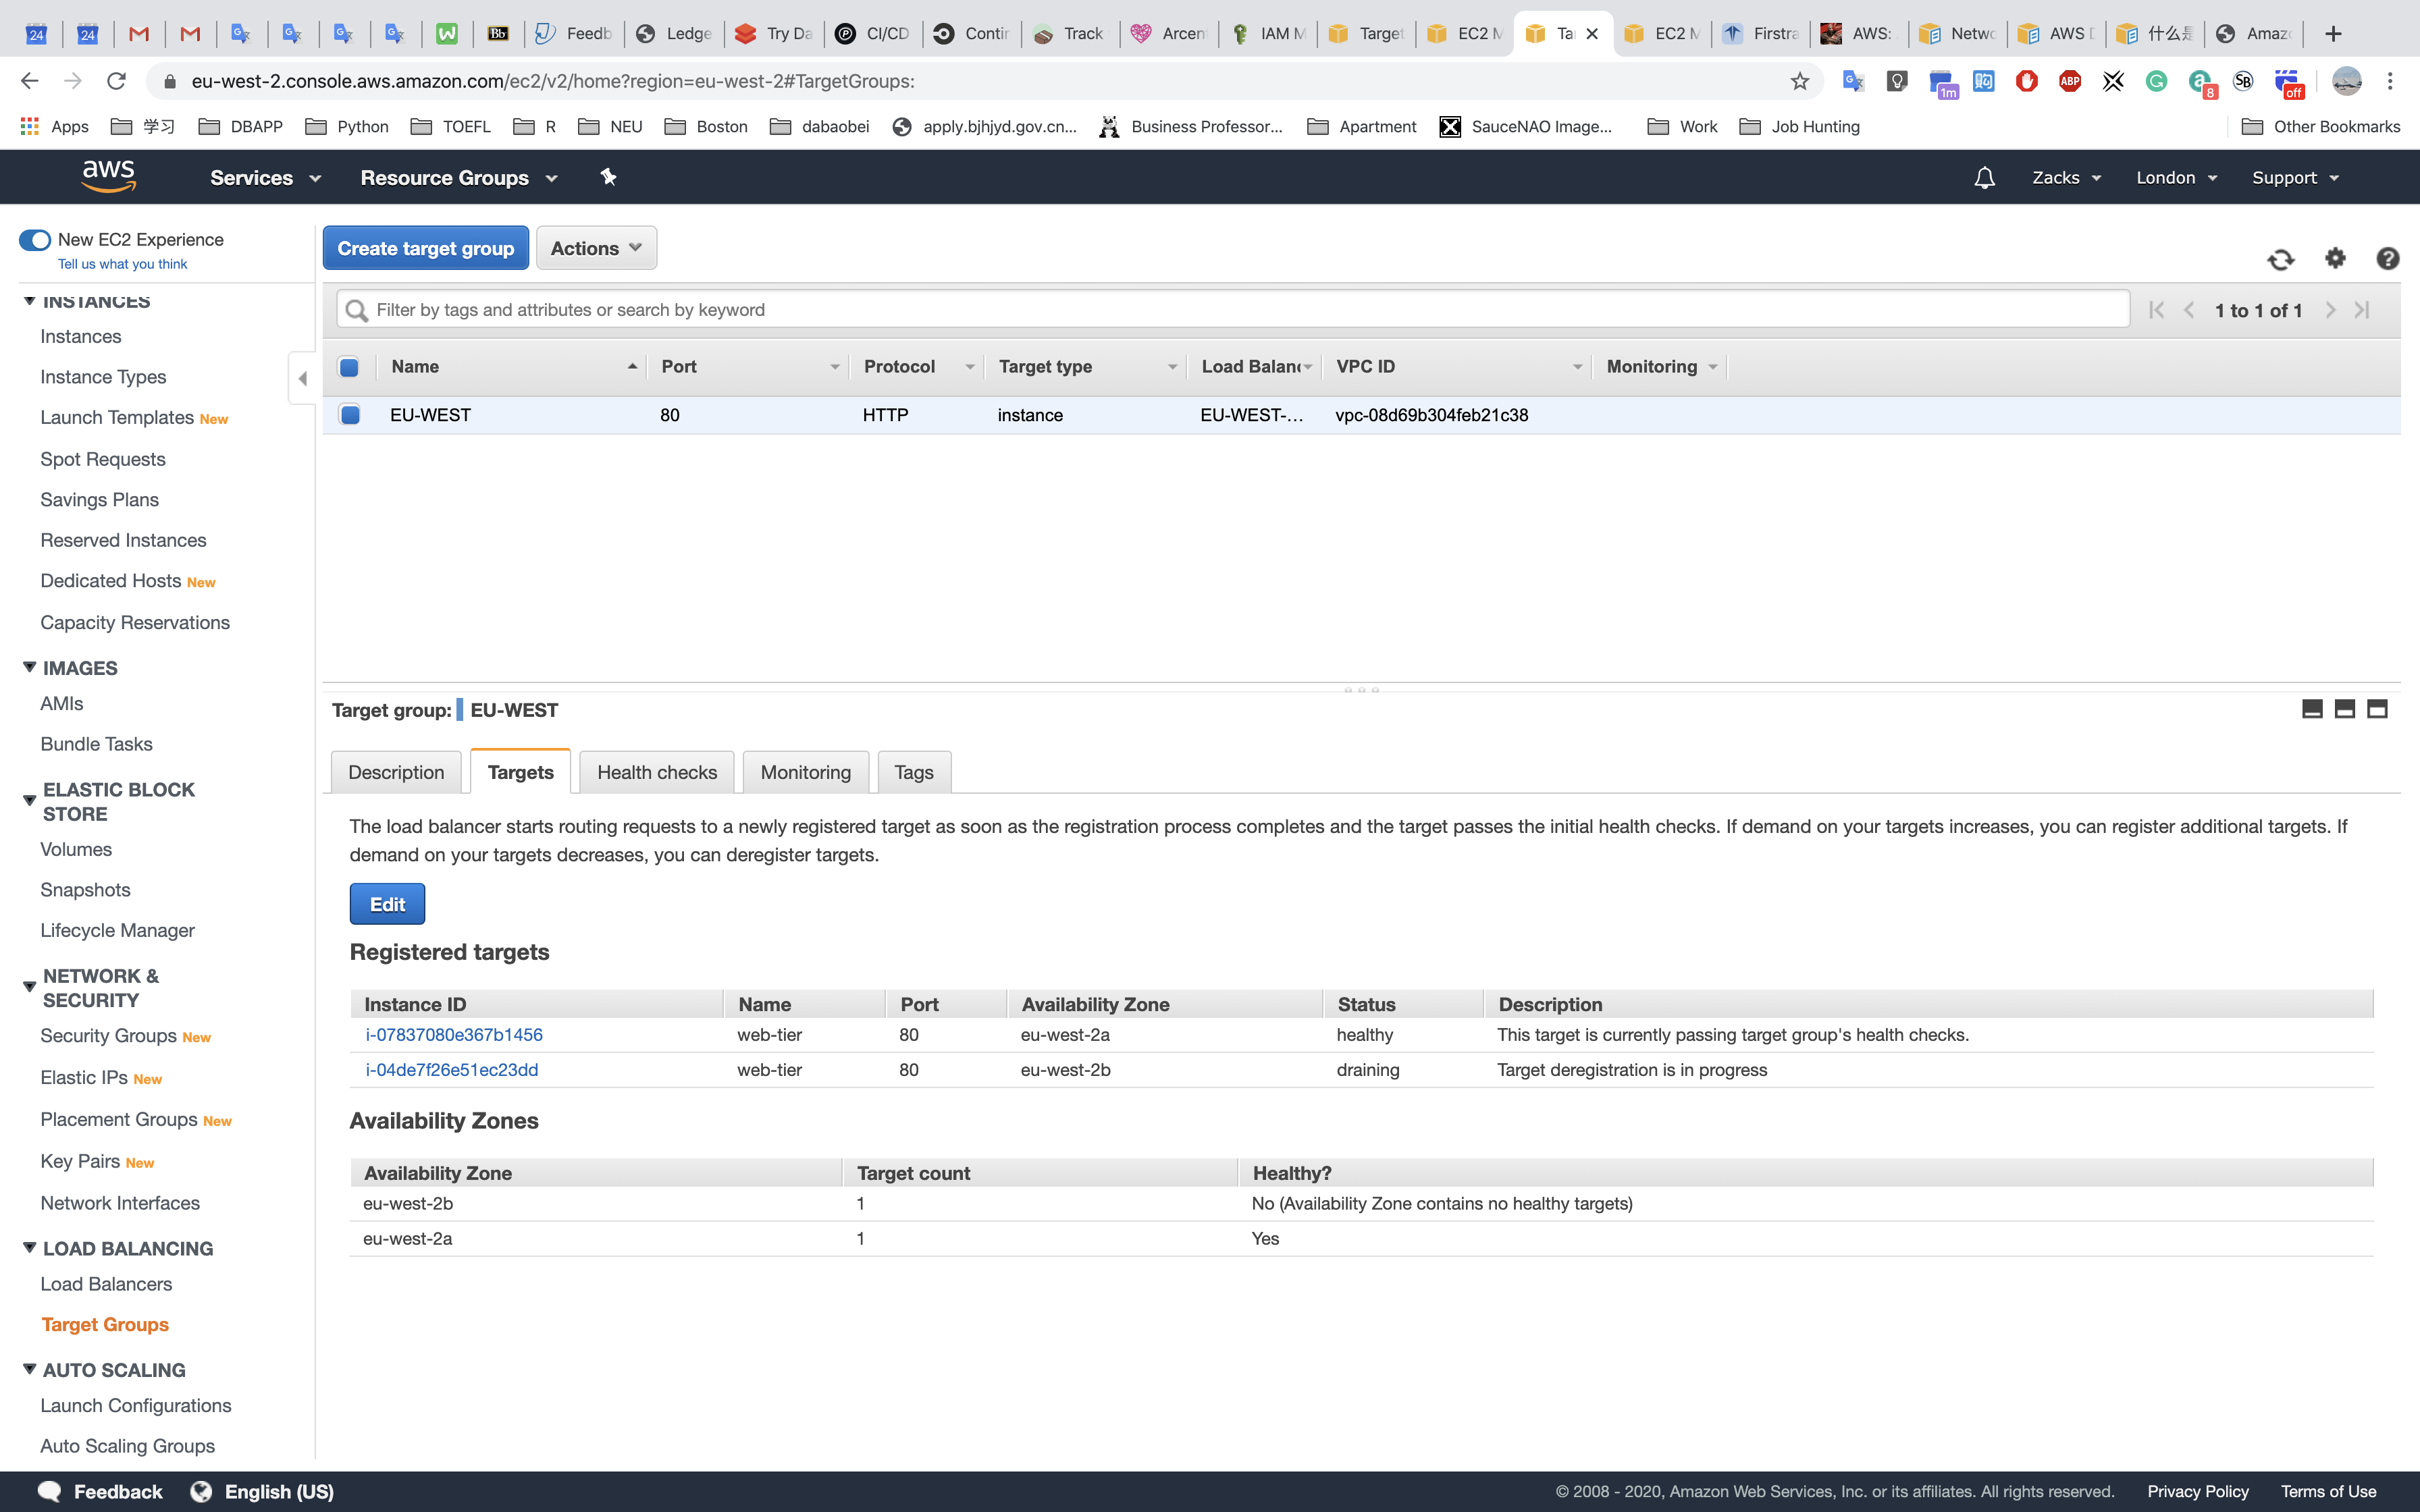 24 24 Feedb Ledge Try Da CI/CD Contin Track Arcen IAM M Target EC2 M Ta EC2 M Firstra AWS: Netwo AWS D 什么是 Amazo
eu-west-2.console.aws.amazon.com/ec2/v2/home?region=eu-west-2#TargetGroups: 1m ABP 8 SB off
Apps 学习 DBAPP Python TOEFL R NEU Boston dabaobei apply.bjhjyd.gov.cn... Business Professor... Apartment SauceNAO Image... Work Job Hunting Other Bookmarks
aws Services Resource Groups Zacks London Support
New EC2 Experience
Tell us what you think
INSTANCES
Instances
Instance Types
Launch Templates New
Spot Requests
Savings Plans
Reserved Instances
Dedicated Hosts New
Capacity Reservations
IMAGES
AMIs
Bundle Tasks
ELASTIC BLOCK
STORE
Volumes
Snapshots
Lifecycle Manager
NETWORK &
SECURITY
Security Groups New
Elastic IPs New
Placement Groups New
Key Pairs New
Network Interfaces
LOAD BALANCING
Load Balancers
Target Groups
AUTO SCALING
Launch Configurations
Auto Scaling Groups
Create target group Actions
Filter by tags and attributes or search by keyword 1 to 1 of 1
Name Port Protocol Target type Load Balanc VPC ID Monitoring
EU-WEST 80 HTTP instance EU-WEST-... vpc-08d69b304feb21c38
Target group: EU-WEST
Description Targets Health checks Monitoring Tags
The load balancer starts routing requests to a newly registered target as soon as the registration process completes and the target passes the initial health checks. If demand on your targets increases, you can register additional targets. If
demand on your targets decreases, you can deregister targets.
Edit
Registered targets
Instance ID Name Port Availability Zone Status Description
i-07837080e367b1456 web-tier 80 eu-west-2a healthy This target is currently passing target group's health checks.
i-04de7f26e51ec23dd web-tier 80 eu-west-2b draining Target deregistration is in progress
Availability Zones
Availability Zone Target count Healthy?
eu-west-2b 1 No (Availability Zone contains no healthy targets)
eu-west-2a 1 Yes
Feedback English (US) © 2008 - 2020, Amazon Web Services, Inc. or its affiliates. All rights reserved. Privacy Policy Terms of Use